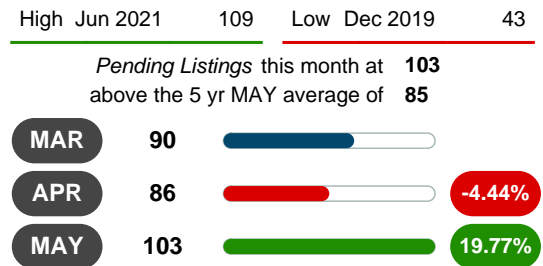 High Jun 2021 109 Low Dec 2019 43
Pending Listings this month at 103
above the 5 yr MAY average of 85
MAR 90
APR 86 -4.44%
MAY 103 19.77%